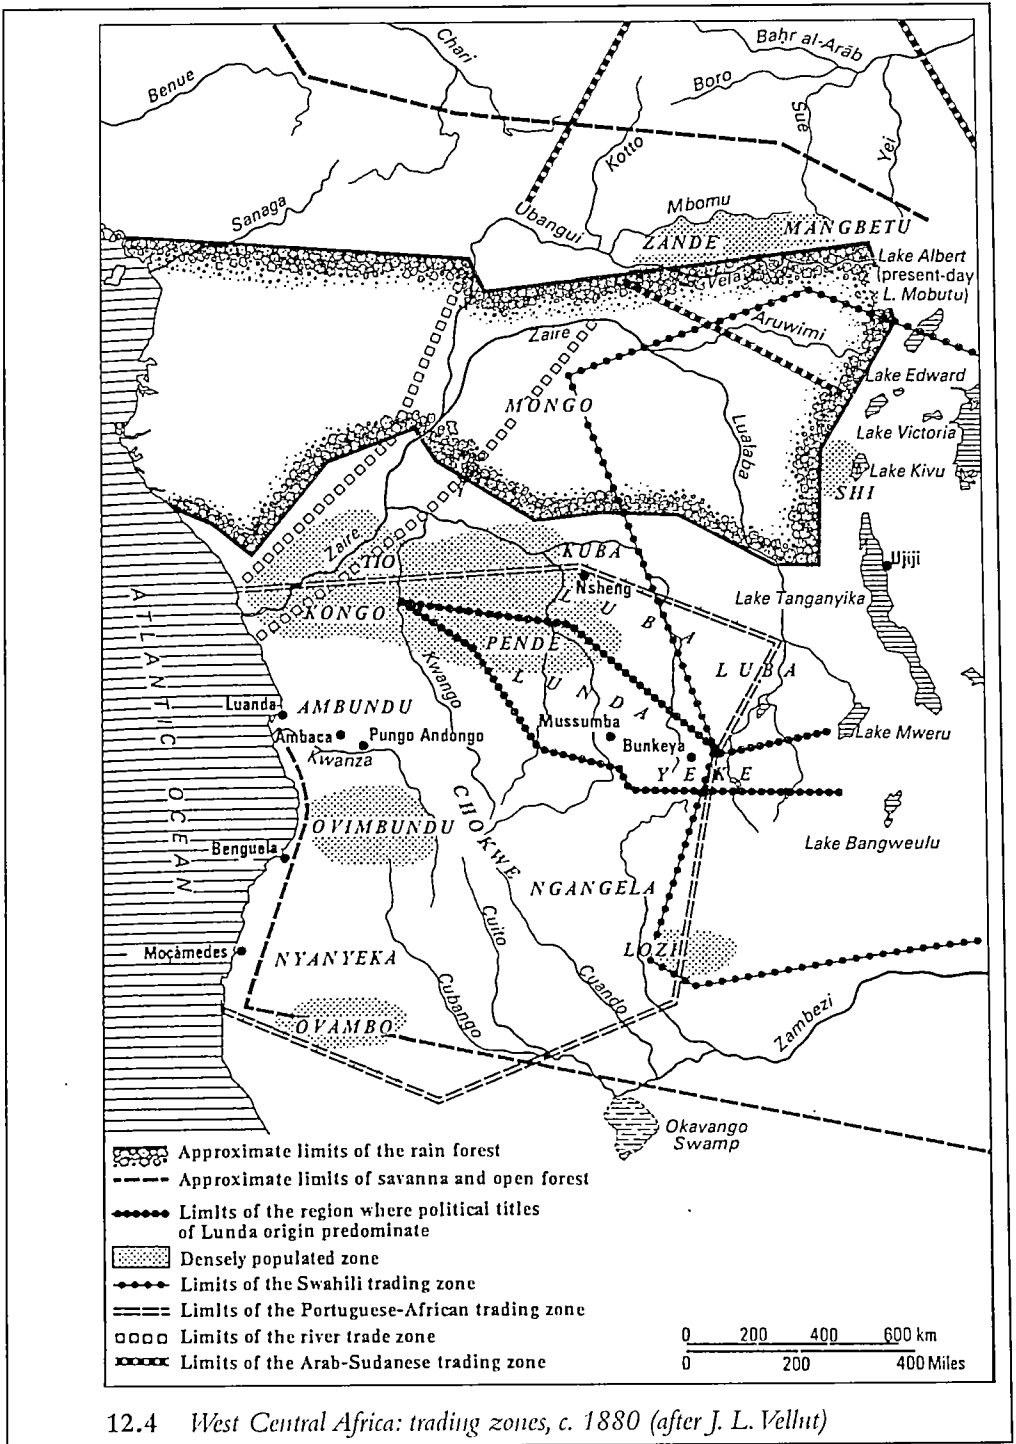 Chari
Baḥr al-Arāb
Benue
Boro
Sue
Kotto
Yei
Sanaga
Ubangui
Mbomu
ZANDE
MANGBETU
Lake Albert
(present-day
L. Mobutu)
Vela
Zaire
Aruwimi
Lake Edward
MONGO
Lualaba
Lake Victoria
Lake Kivu
SHI
Zaire
TIO
KUBA
Ujiji
Nsheng
Lake Tanganyika
ATLANTIC OCEAN
KONGO
LUBA
PENDE
LUBA
Kwango
LUNDA
Luanda
AMBUNDU
Mussumba
Ambaca
Pungo Andongo
Kwanza
Bunkeya
Lake Mweru
YEKE
CHOKWE
OVIMBUNDU
Benguela
Lake Bangweulu
NGANGELA
Cuito
LOZI
Moçâmedes
NYANYEKA
Cubango
Cuando
Zambezi
OVAMBO
Okavango
Swamp
Approximate limits of the rain forest
Approximate limits of savanna and open forest
Limits of the region where political titles
of Lunda origin predominate
Densely populated zone
Limits of the Swahili trading zone
Limits of the Portuguese-African trading zone
Limits of the river trade zone
Limits of the Arab-Sudanese trading zone
0 200 400 600 km
0 200 400 Miles
12.4 West Central Africa: trading zones, c. 1880 (after J. L. Vellut)